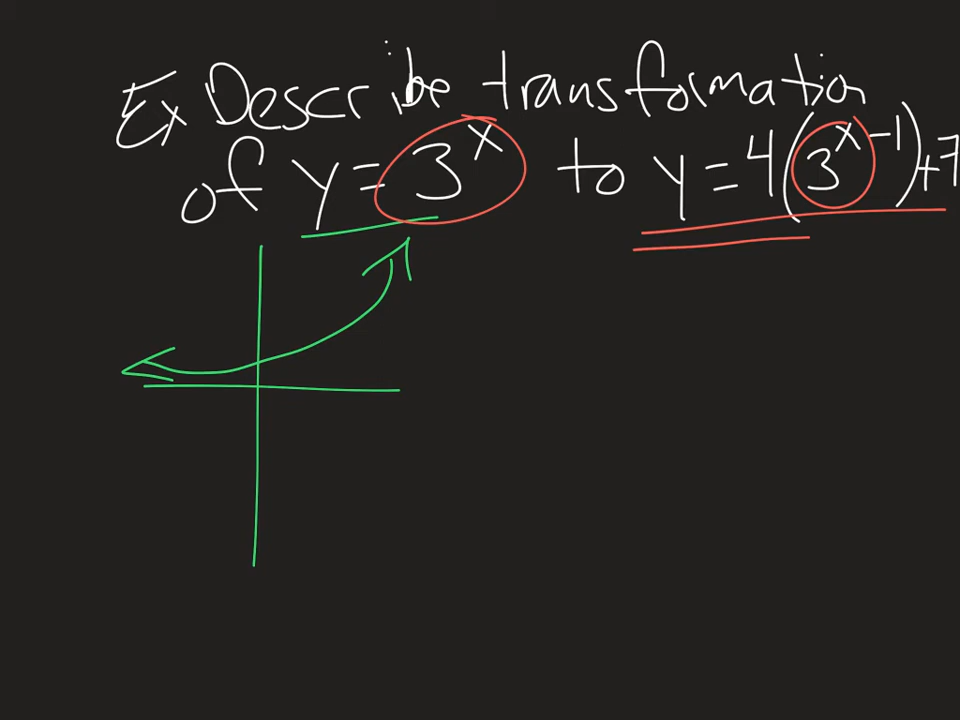 Ex Describe transformation
of y = 3^x to y = 4(3^{x-1}) + 7